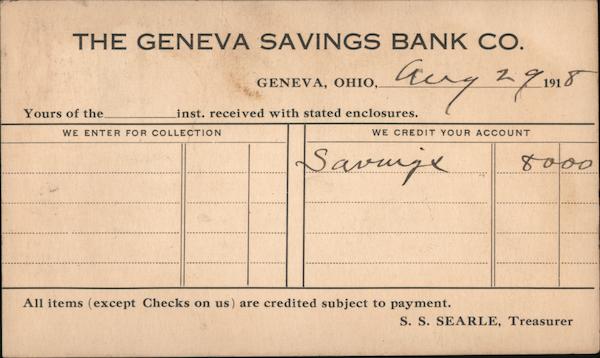 THE GENEVA SAVINGS BANK CO.
GENEVA, OHIO, Aug 29 1918
Yours of the inst. received with stated enclosures.
WE ENTER FOR COLLECTION WE CREDIT YOUR ACCOUNT
Savings 8000
All items (except Checks on us) are credited subject to payment.
S. S. SEARLE, Treasurer